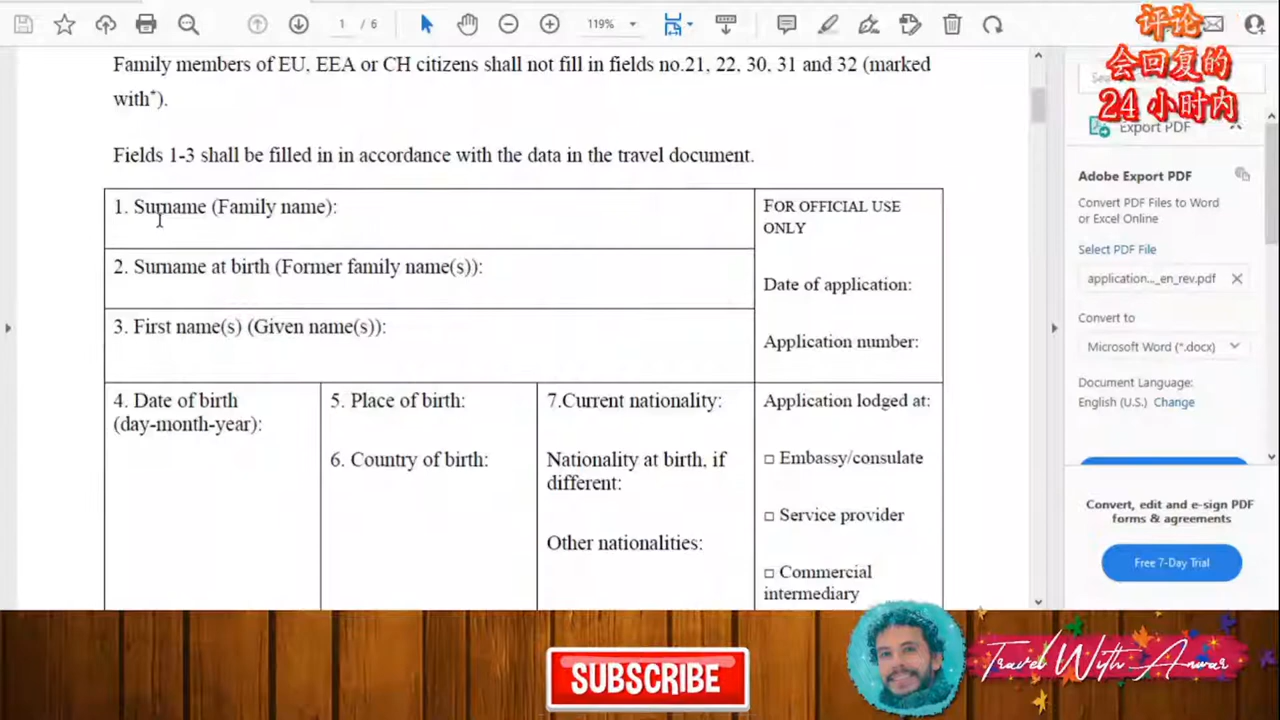 1 / 6
119%
评论
会回复的
24 小时内
Family members of EU, EEA or CH citizens shall not fill in fields no.21, 22, 30, 31 and 32 (marked
with*).
Fields 1-3 shall be filled in in accordance with the data in the travel document.
1. Surname (Family name):
2. Surname at birth (Former family name(s)):
3. First name(s) (Given name(s)):
FOR OFFICIAL USE
ONLY
Date of application:
Application number:
4. Date of birth
(day-month-year):
5. Place of birth:
6. Country of birth:
7.Current nationality:
Nationality at birth, if
different:
Other nationalities:
Application lodged at:
□ Embassy/consulate
□ Service provider
□ Commercial
intermediary
Export PDF
Adobe Export PDF
Convert PDF Files to Word
or Excel Online
Select PDF File
application..._en_rev.pdf
Convert to
Microsoft Word (*.docx)
Document Language:
English (U.S.) Change
Convert, edit and e-sign PDF
forms & agreements
Free 7-Day Trial
SUBSCRIBE
Travel With Anwar